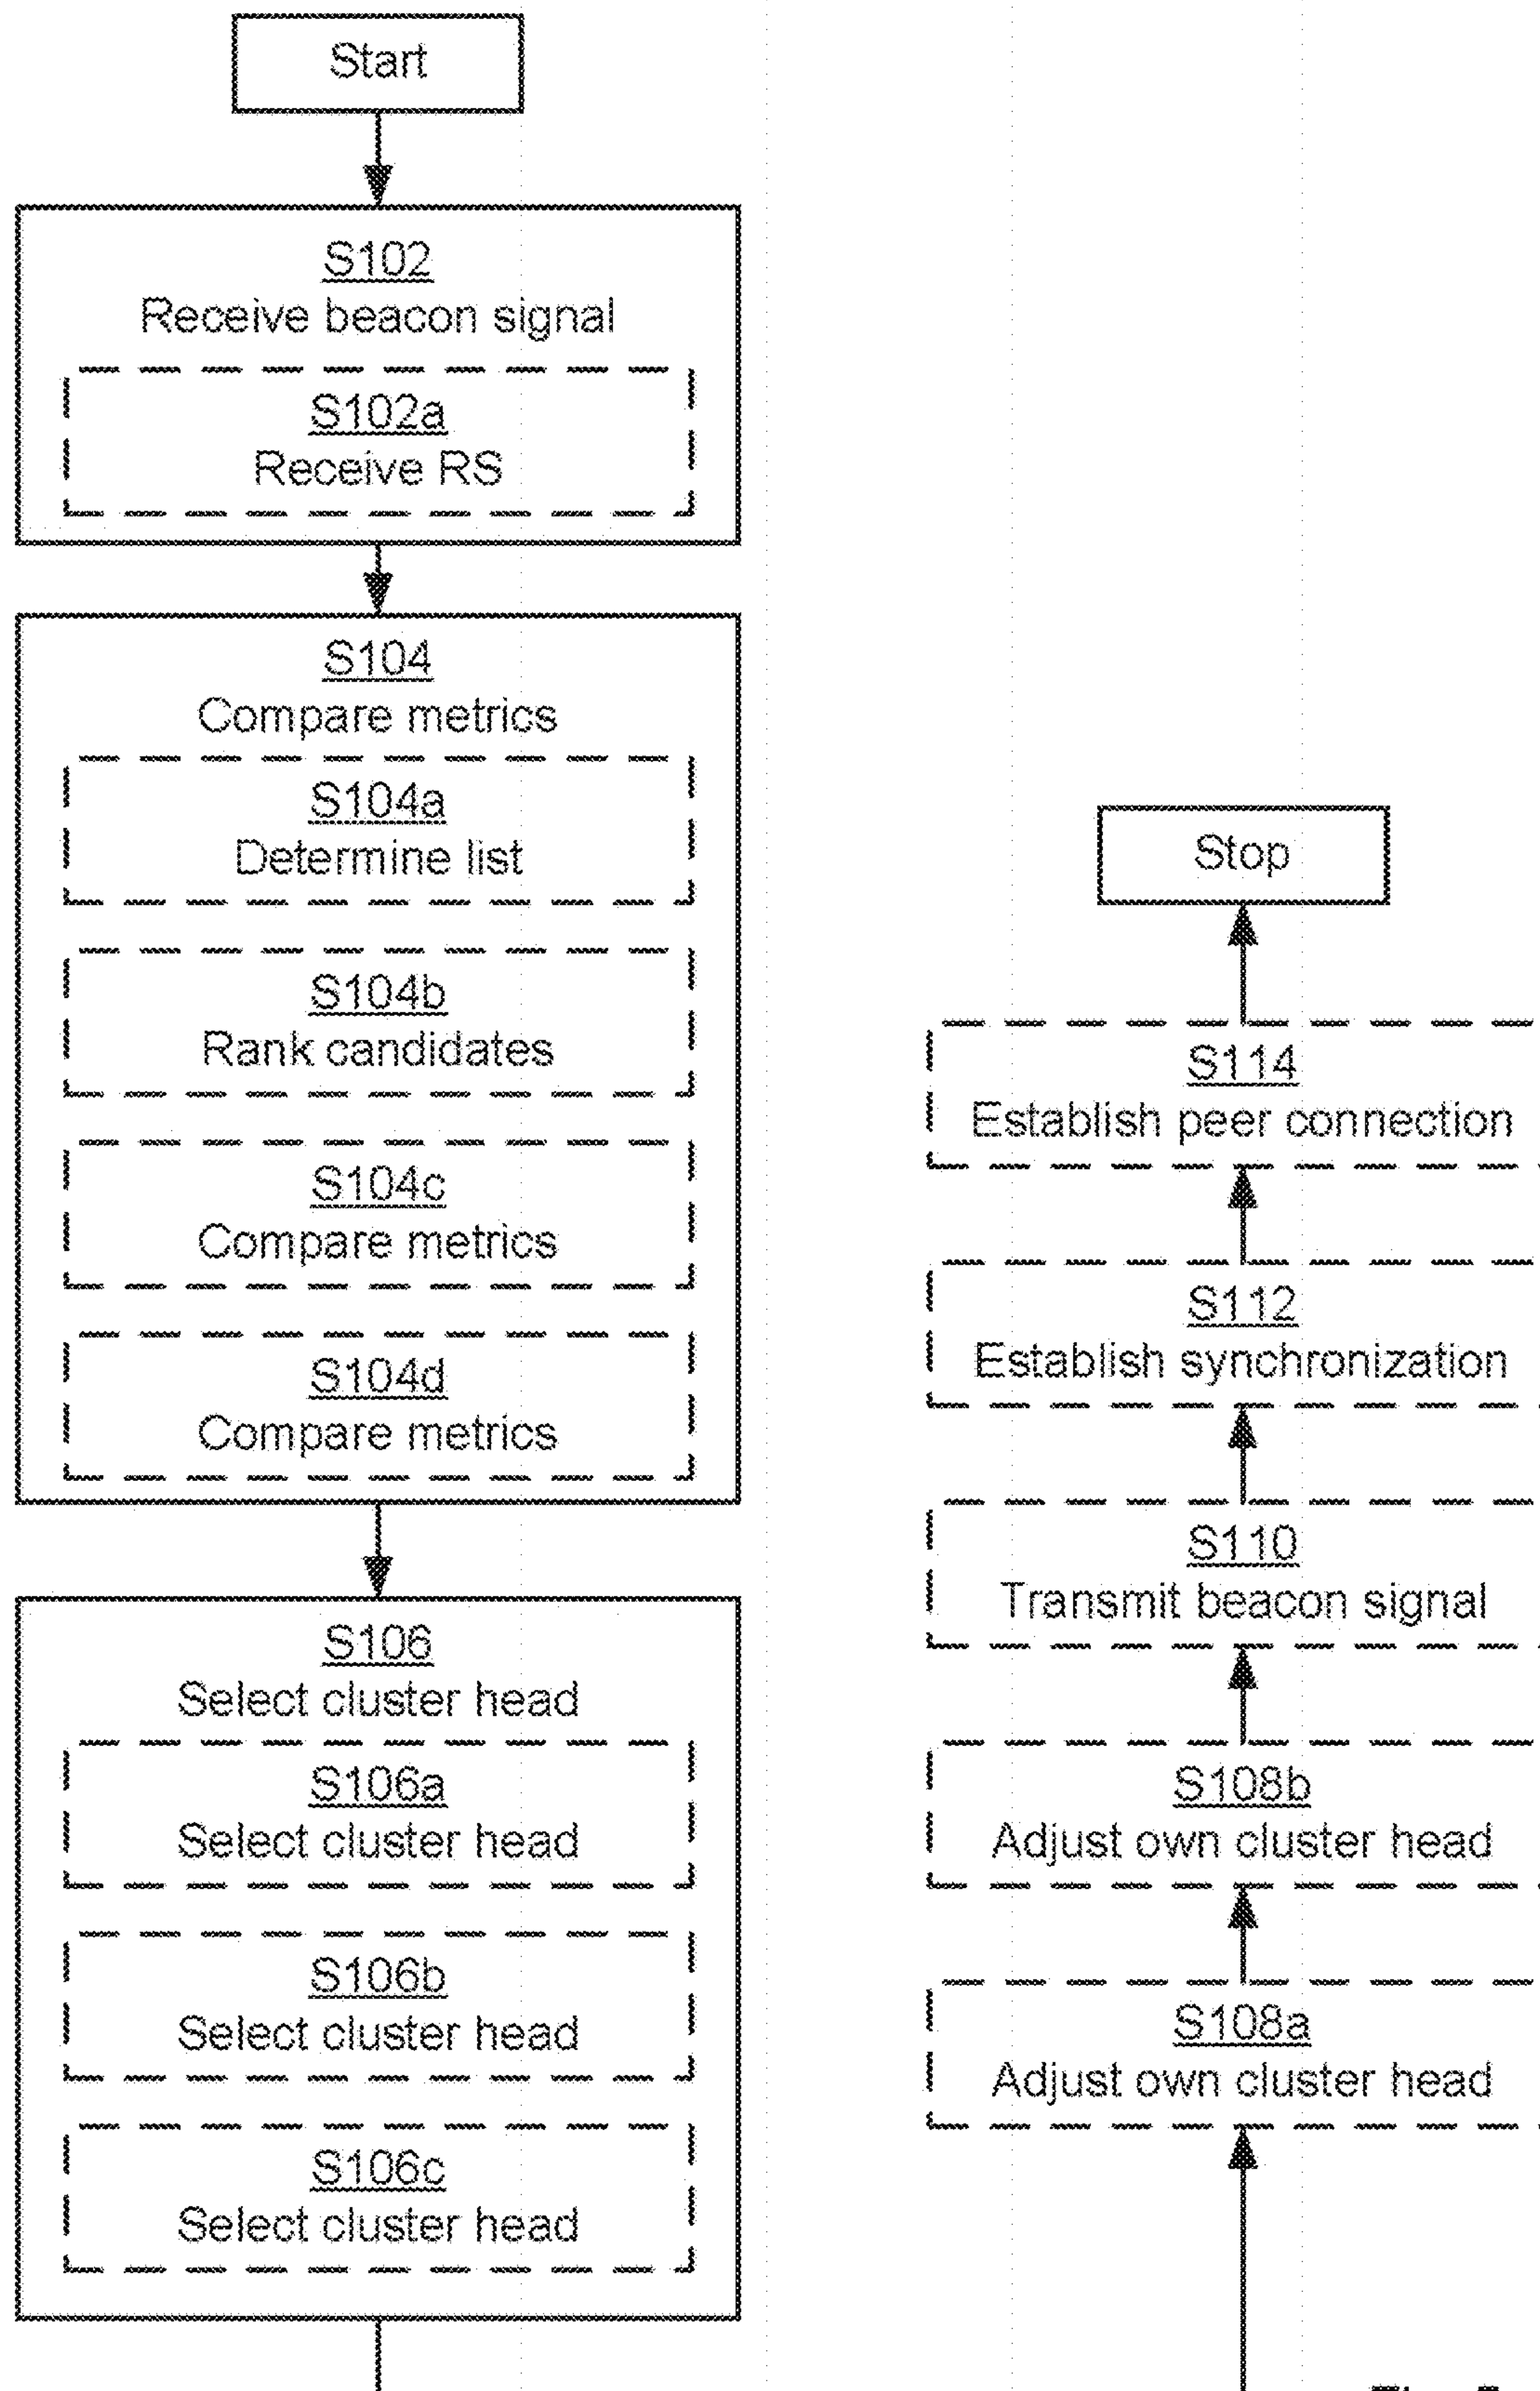 Start
S102
Receive beacon signal
S102a
Receive RS
S104
Compare metrics
S104a
Determine list
S104b
Rank candidates
S104c
Compare metrics
S104d
Compare metrics
S106
Select cluster head
S106a
Select cluster head
S106b
Select cluster head
S106c
Select cluster head
Stop
S114
Establish peer connection
S112
Establish synchronization
S110
Transmit beacon signal
S108b
Adjust own cluster head
S108a
Adjust own cluster head